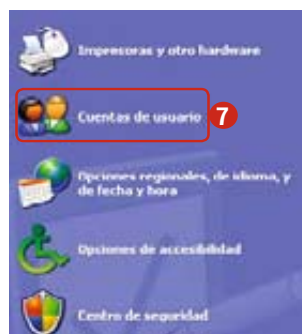 Impresoras y otro hardware
Cuentas de usuario 7
Opciones regionales, de idioma, y
de fecha y hora
Opciones de accesibilidad
Centro de seguridad